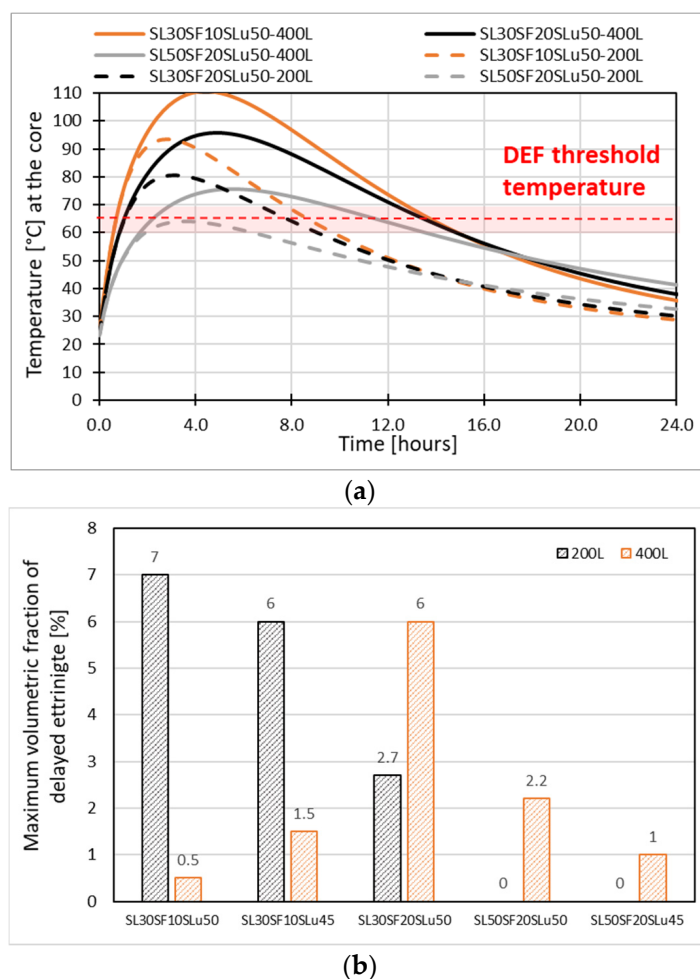 SL30SF10SLu50-400L SL30SF20SLu50-400L
SL50SF20SLu50-400L SL30SF10SLu50-200L
SL30SF20SLu50-200L SL50SF20SLu50-200L
Temperature [°C] at the core
110
100
90
80
70
60
50
40
30
20
10
0
DEF threshold
temperature
0.0 4.0 8.0 12.0 16.0 20.0 24.0
Time [hours]
(a)
Maximum volumetric fraction of
delayed ettrinigte [%]
8
7
6
5
4
3
2
1
0
200L 400L
7 0.5 6 1.5 2.7 6 0 2.2 0 1
SL30SF10SLu50 SL30SF10SLu45 SL30SF20SLu50 SL50SF20SLu50 SL50SF20SLu45
(b)